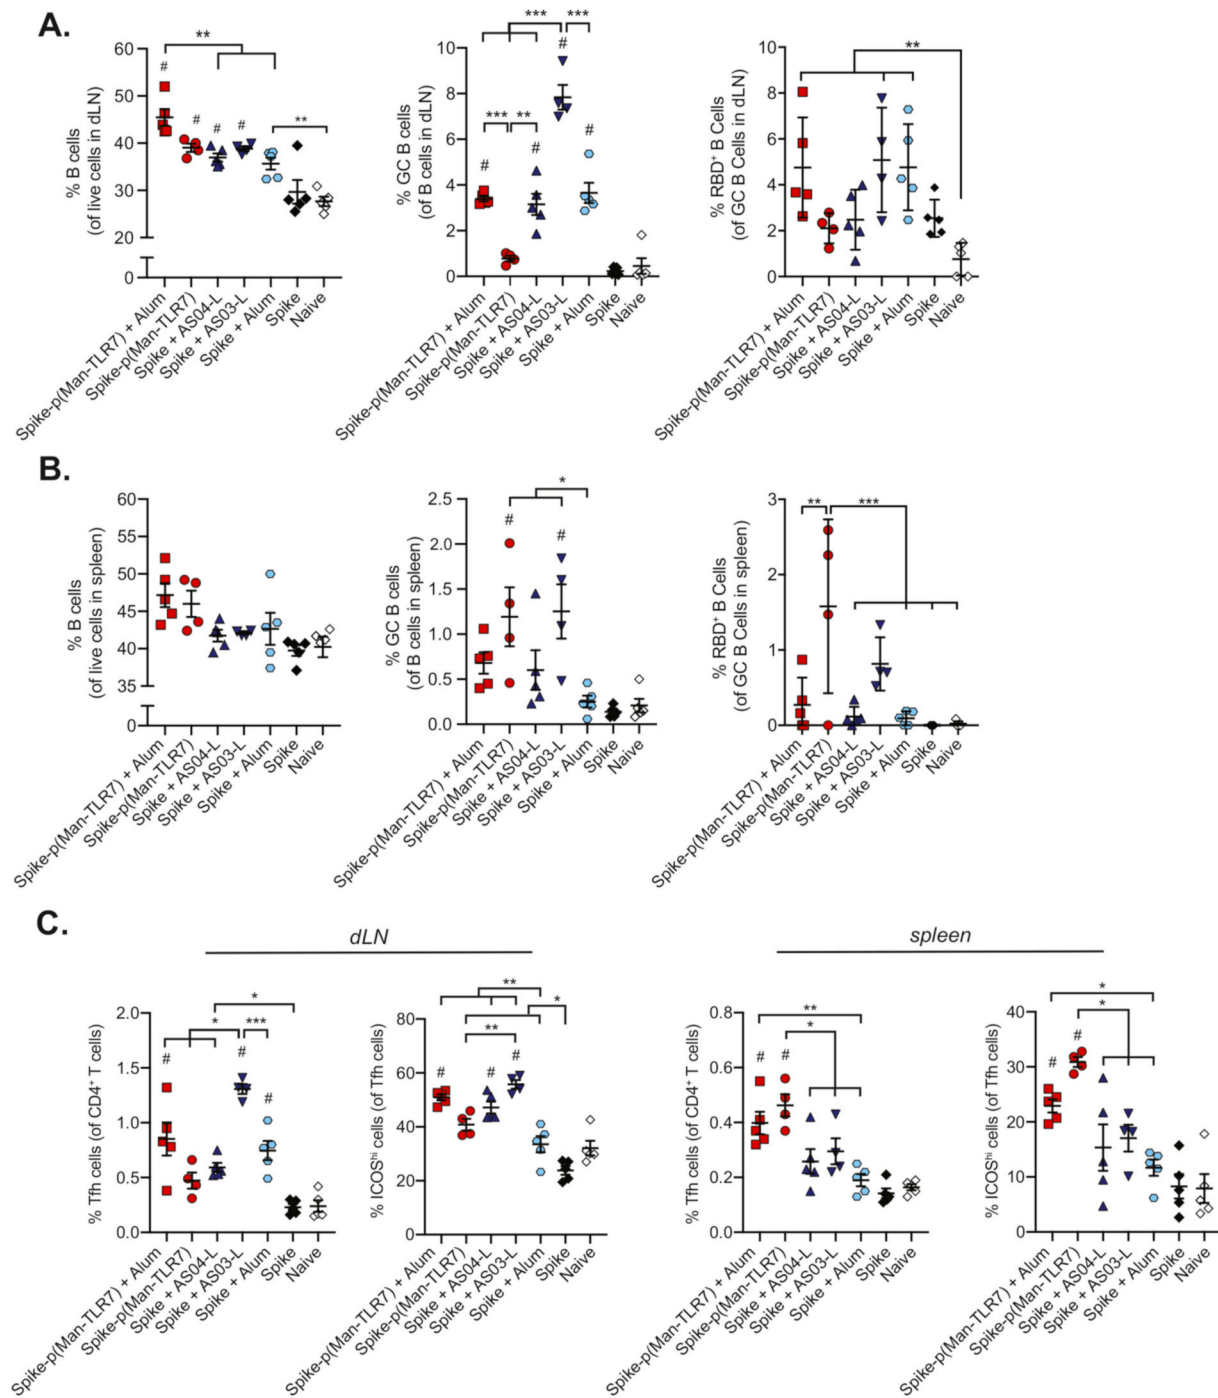 A.
% B cells
(of live cells in dLN)
60
50
40
30
20
0
**
#
#
#
#
**
Spike-p(Man-TLR7) + Alum
Spike-p(Man-TLR7)
Spike + AS04-L
Spike + AS03-L
Spike + Alum
Spike
Naive
% GC B cells
(of B cells in dLN)
10
8
6
4
2
0
***
***
#
***
**
#
#
#
Spike-p(Man-TLR7) + Alum
Spike-p(Man-TLR7)
Spike + AS04-L
Spike + AS03-L
Spike + Alum
Spike
Naive
% RBD+ B Cells
(of GC B Cells in dLN)
10
8
6
4
2
0
**
Spike-p(Man-TLR7) + Alum
Spike-p(Man-TLR7)
Spike + AS04-L
Spike + AS03-L
Spike + Alum
Spike
Naive
B.
% B cells
(of live cells in spleen)
60
55
50
45
40
35
0
Spike-p(Man-TLR7) + Alum
Spike-p(Man-TLR7)
Spike + AS04-L
Spike + AS03-L
Spike + Alum
Spike
Naive
% GC B cells
(of B cells in spleen)
2.5
2.0
1.5
1.0
0.5
0.0
*
#
#
Spike-p(Man-TLR7) + Alum
Spike-p(Man-TLR7)
Spike + AS04-L
Spike + AS03-L
Spike + Alum
Spike
Naive
% RBD+ B Cells
(of GC B Cells in spleen)
3
2
1
0
**
***
Spike-p(Man-TLR7) + Alum
Spike-p(Man-TLR7)
Spike + AS04-L
Spike + AS03-L
Spike + Alum
Spike
Naive
C.
dLN
spleen
% Tfh cells (of CD4+ T cells)
2.0
1.5
1.0
0.5
0.0
*
*
***
#
#
#
Spike-p(Man-TLR7) + Alum
Spike-p(Man-TLR7)
Spike + AS04-L
Spike + AS03-L
Spike + Alum
Spike
Naive
% ICOShi cells (of Tfh cells)
80
60
40
20
0
**
*
**
#
#
#
Spike-p(Man-TLR7) + Alum
Spike-p(Man-TLR7)
Spike + AS04-L
Spike + AS03-L
Spike + Alum
Spike
Naive
% Tfh cells (of CD4+ T cells)
0.8
0.6
0.4
0.2
0.0
**
*
#
#
Spike-p(Man-TLR7) + Alum
Spike-p(Man-TLR7)
Spike + AS04-L
Spike + AS03-L
Spike + Alum
Spike
Naive
% ICOShi cells (of Tfh cells)
40
30
20
10
0
*
*
#
#
Spike-p(Man-TLR7) + Alum
Spike-p(Man-TLR7)
Spike + AS04-L
Spike + AS03-L
Spike + Alum
Spike
Naive